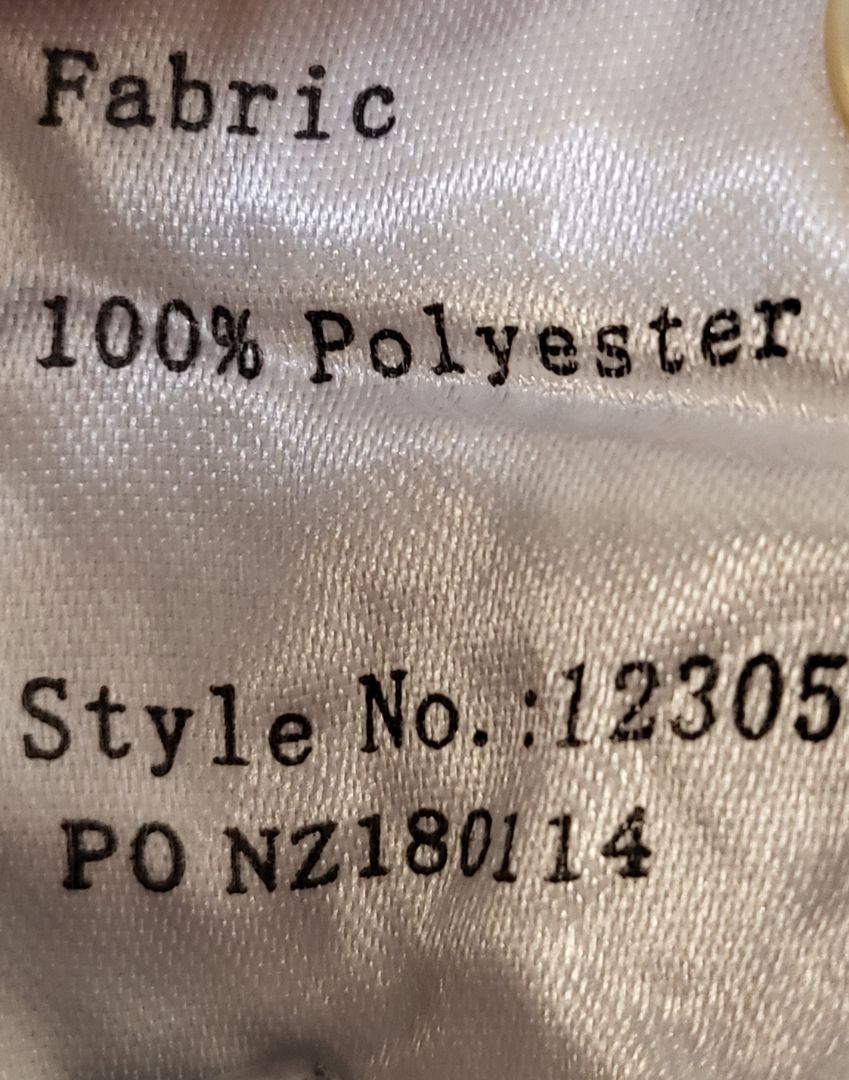 Fabric
100% Polyester
Style No.:12305
PO NZ180114